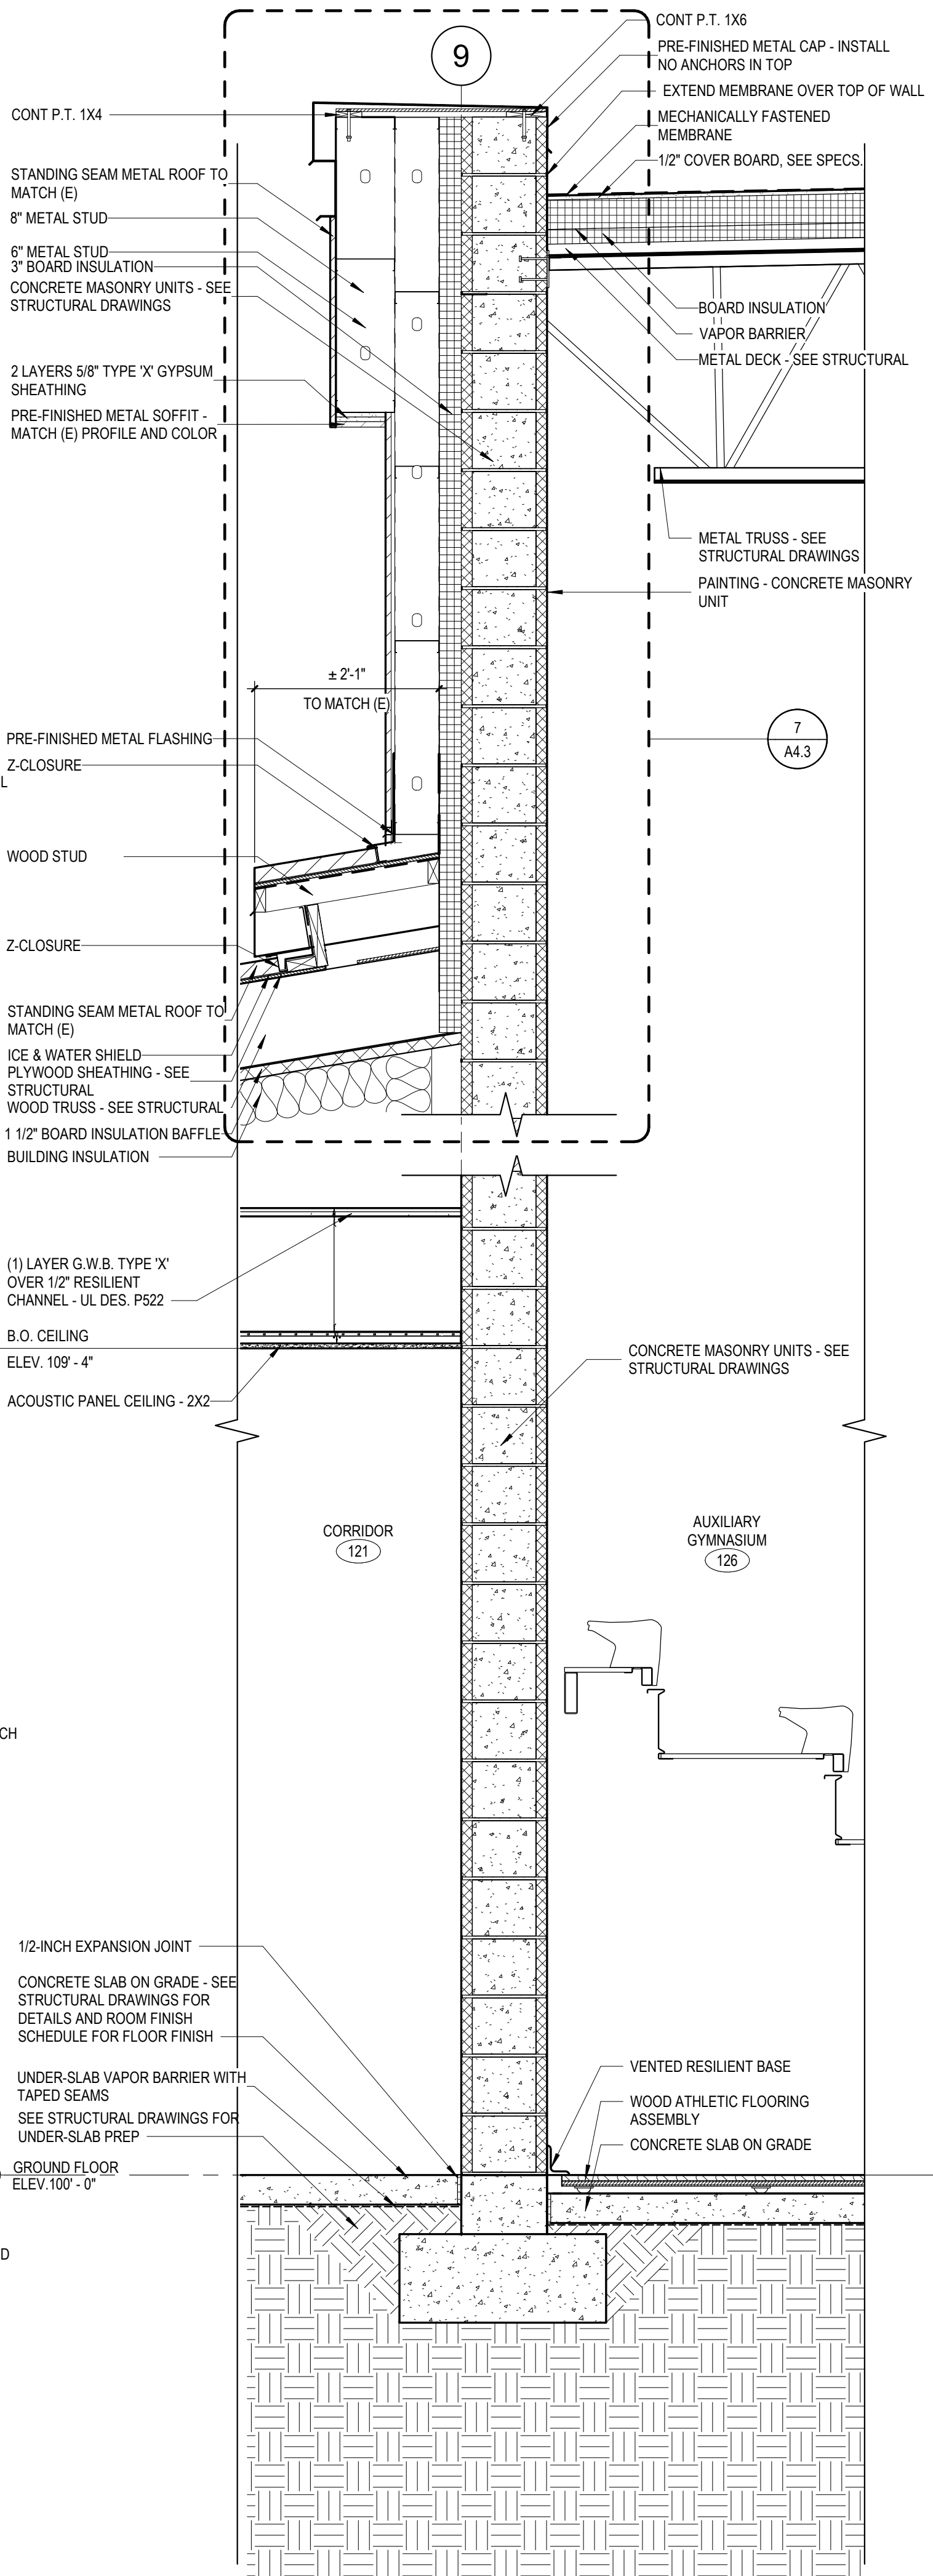 CONT P.T. 1X6
9
PRE-FINISHED METAL CAP - INSTALL
NO ANCHORS IN TOP
EXTEND MEMBRANE OVER TOP OF WALL
CONT P.T. 1X4
MECHANICALLY FASTENED
MEMBRANE
1/2" COVER BOARD, SEE SPECS.
STANDING SEAM METAL ROOF TO
MATCH (E)
8" METAL STUD
6" METAL STUD
3" BOARD INSULATION
CONCRETE MASONRY UNITS - SEE
STRUCTURAL DRAWINGS
BOARD INSULATION
VAPOR BARRIER
METAL DECK - SEE STRUCTURAL
2 LAYERS 5/8" TYPE 'X' GYPSUM
SHEATHING
PRE-FINISHED METAL SOFFIT -
MATCH (E) PROFILE AND COLOR
METAL TRUSS - SEE
STRUCTURAL DRAWINGS
PAINTING - CONCRETE MASONRY
UNIT
± 2'-1"
TO MATCH (E)
7
A4.3
PRE-FINISHED METAL FLASHING
Z-CLOSURE
L
WOOD STUD
Z-CLOSURE
STANDING SEAM METAL ROOF TO
MATCH (E)
ICE & WATER SHIELD
PLYWOOD SHEATHING - SEE
STRUCTURAL
WOOD TRUSS - SEE STRUCTURAL
1 1/2" BOARD INSULATION BAFFLE
BUILDING INSULATION
(1) LAYER G.W.B. TYPE 'X'
OVER 1/2" RESILIENT
CHANNEL - UL DES. P522
B.O. CEILING
ELEV. 109' - 4"
CONCRETE MASONRY UNITS - SEE
STRUCTURAL DRAWINGS
ACOUSTIC PANEL CEILING - 2X2
CORRIDOR
121
AUXILIARY
GYMNASIUM
126
CH
1/2-INCH EXPANSION JOINT
CONCRETE SLAB ON GRADE - SEE
STRUCTURAL DRAWINGS FOR
DETAILS AND ROOM FINISH
SCHEDULE FOR FLOOR FINISH
UNDER-SLAB VAPOR BARRIER WITH
TAPED SEAMS
SEE STRUCTURAL DRAWINGS FOR
UNDER-SLAB PREP
VENTED RESILIENT BASE
WOOD ATHLETIC FLOORING
ASSEMBLY
CONCRETE SLAB ON GRADE
GROUND FLOOR
ELEV.100' - 0"
D